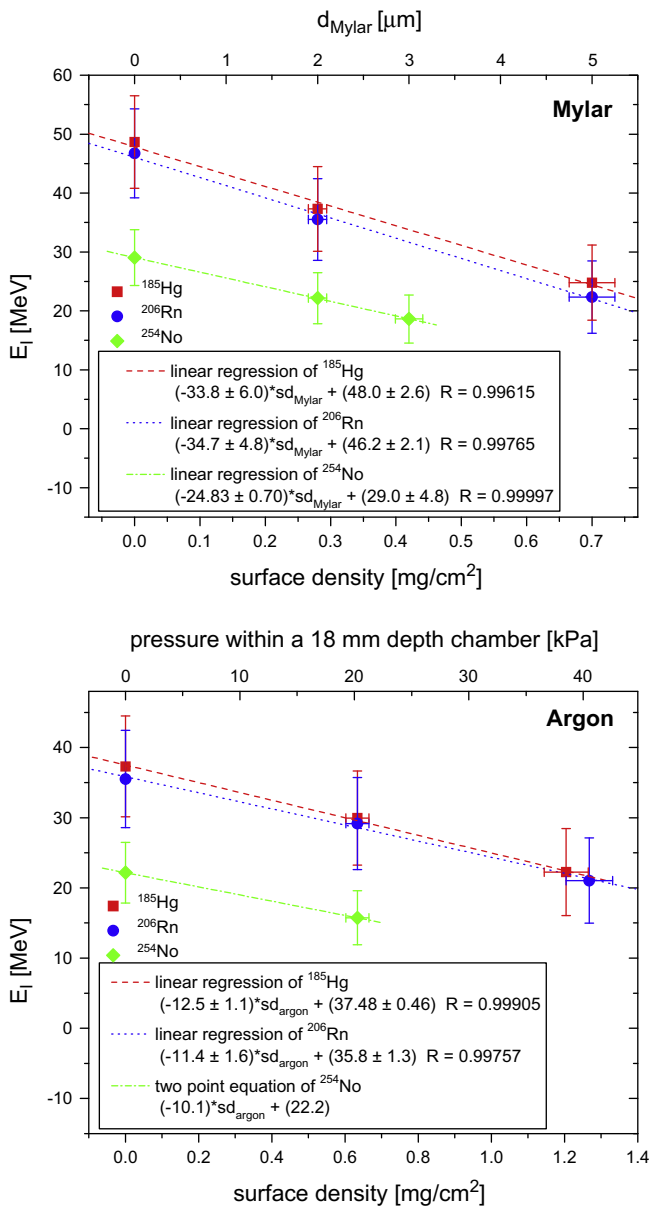 d_Mylar [μm]
0 1 2 3 4 5
Mylar
60
50
40
30
20
10
0
-10
E_I [MeV]
¹⁸⁵Hg
²⁰⁶Rn
²⁵⁴No
linear regression of ¹⁸⁵Hg
(-33.8 ± 6.0)*sd_Mylar + (48.0 ± 2.6) R = 0.99615
linear regression of ²⁰⁶Rn
(-34.7 ± 4.8)*sd_Mylar + (46.2 ± 2.1) R = 0.99765
linear regression of ²⁵⁴No
(-24.83 ± 0.70)*sd_Mylar + (29.0 ± 4.8) R = 0.99997
0.0 0.1 0.2 0.3 0.4 0.5 0.6 0.7
surface density [mg/cm²]
pressure within a 18 mm depth chamber [kPa]
0 10 20 30 40
Argon
40
30
20
10
0
-10
E_I [MeV]
¹⁸⁵Hg
²⁰⁶Rn
²⁵⁴No
linear regression of ¹⁸⁵Hg
(-12.5 ± 1.1)*sd_argon + (37.48 ± 0.46) R = 0.99905
linear regression of ²⁰⁶Rn
(-11.4 ± 1.6)*sd_argon + (35.8 ± 1.3) R = 0.99757
two point equation of ²⁵⁴No
(-10.1)*sd_argon + (22.2)
0.0 0.2 0.4 0.6 0.8 1.0 1.2 1.4
surface density [mg/cm²]